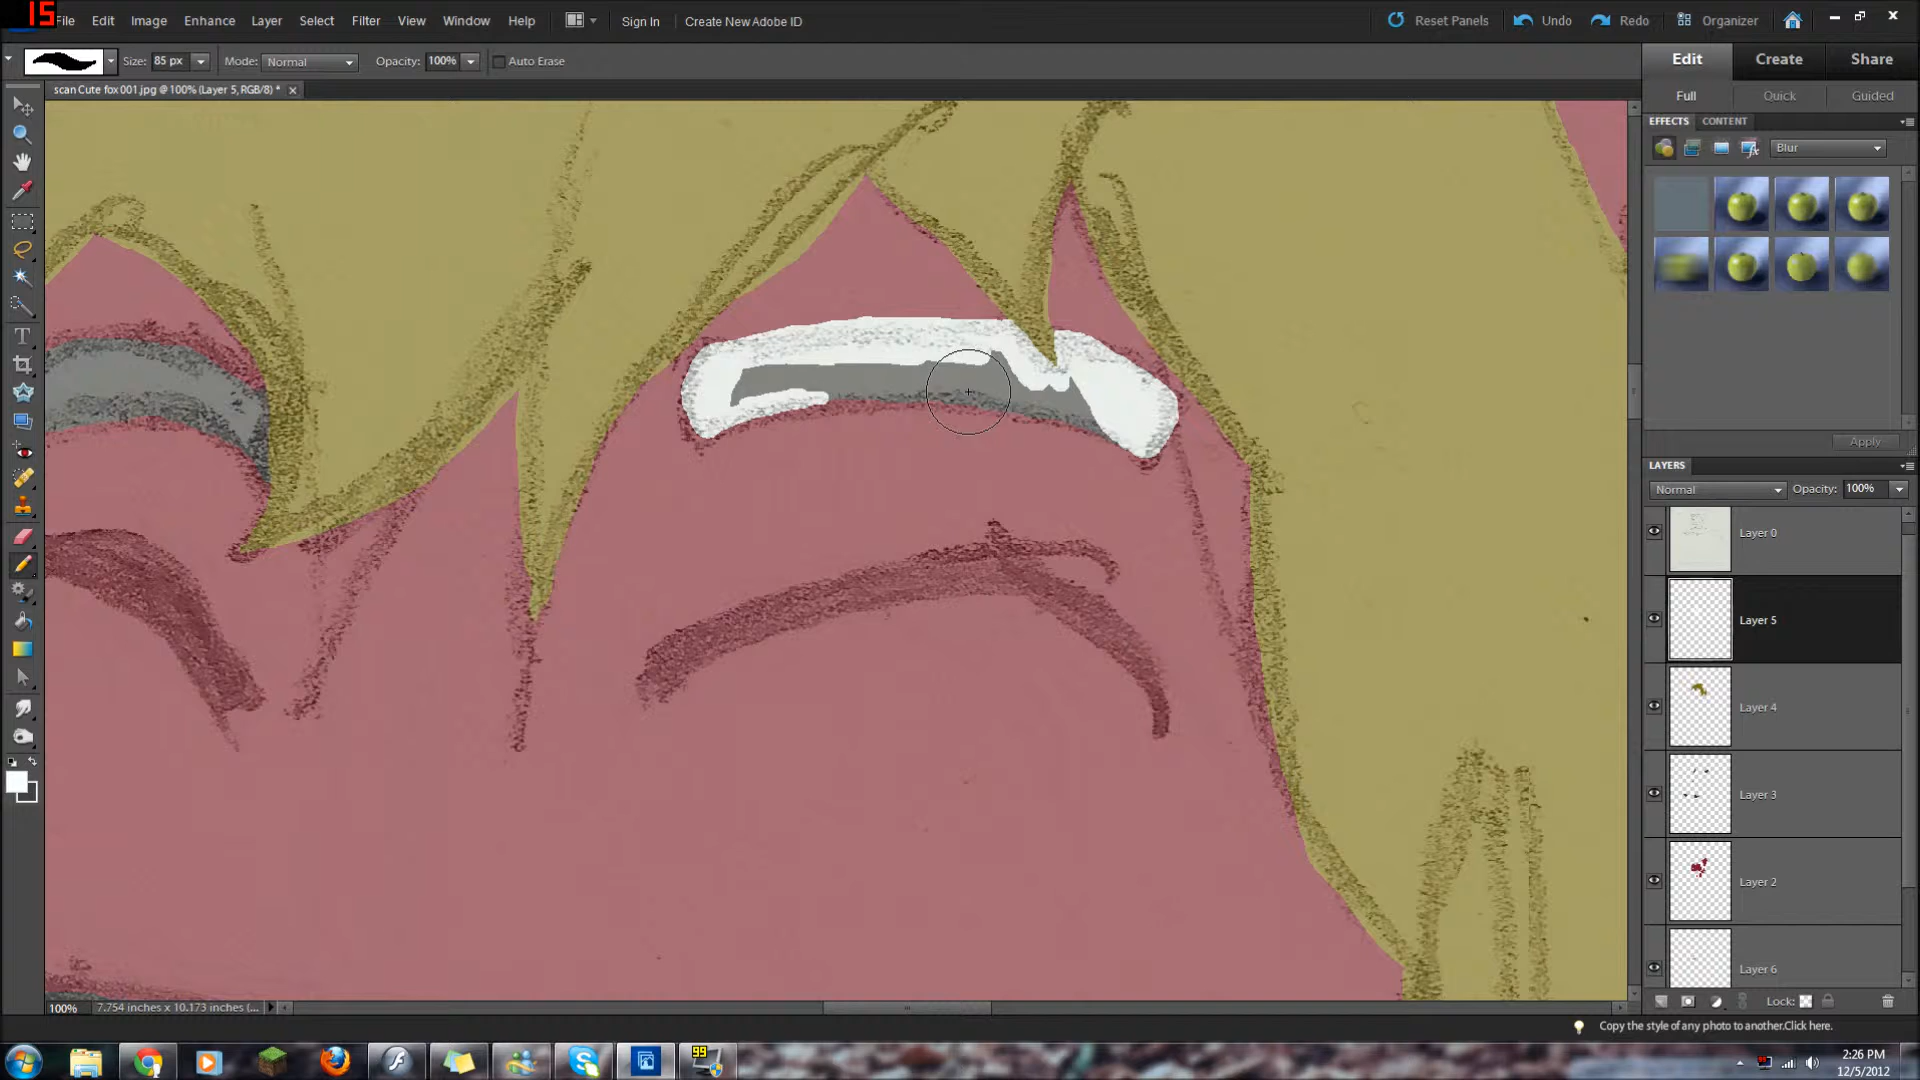 15
File Edit Image Enhance Layer Select Filter View Window Help Sign In Create New Adobe ID Reset Panels Undo Redo Organizer
Size: 85 px Mode: Normal Opacity: 100% Auto Erase
Edit Create Share
scan Cute fox 001.jpg @ 100% (Layer 5, RGB/8) *
Full Quick Guided
EFFECTS CONTENT
Blur
T
Apply
LAYERS
Normal Opacity: 100%
Layer 0
Layer 5
Layer 4
Layer 3
Layer 2
Layer 6
100% 7.754 inches x 10.173 inches (...
Lock:
Copy the style of any photo to another.Click here.
99
2:26 PM
12/5/2012